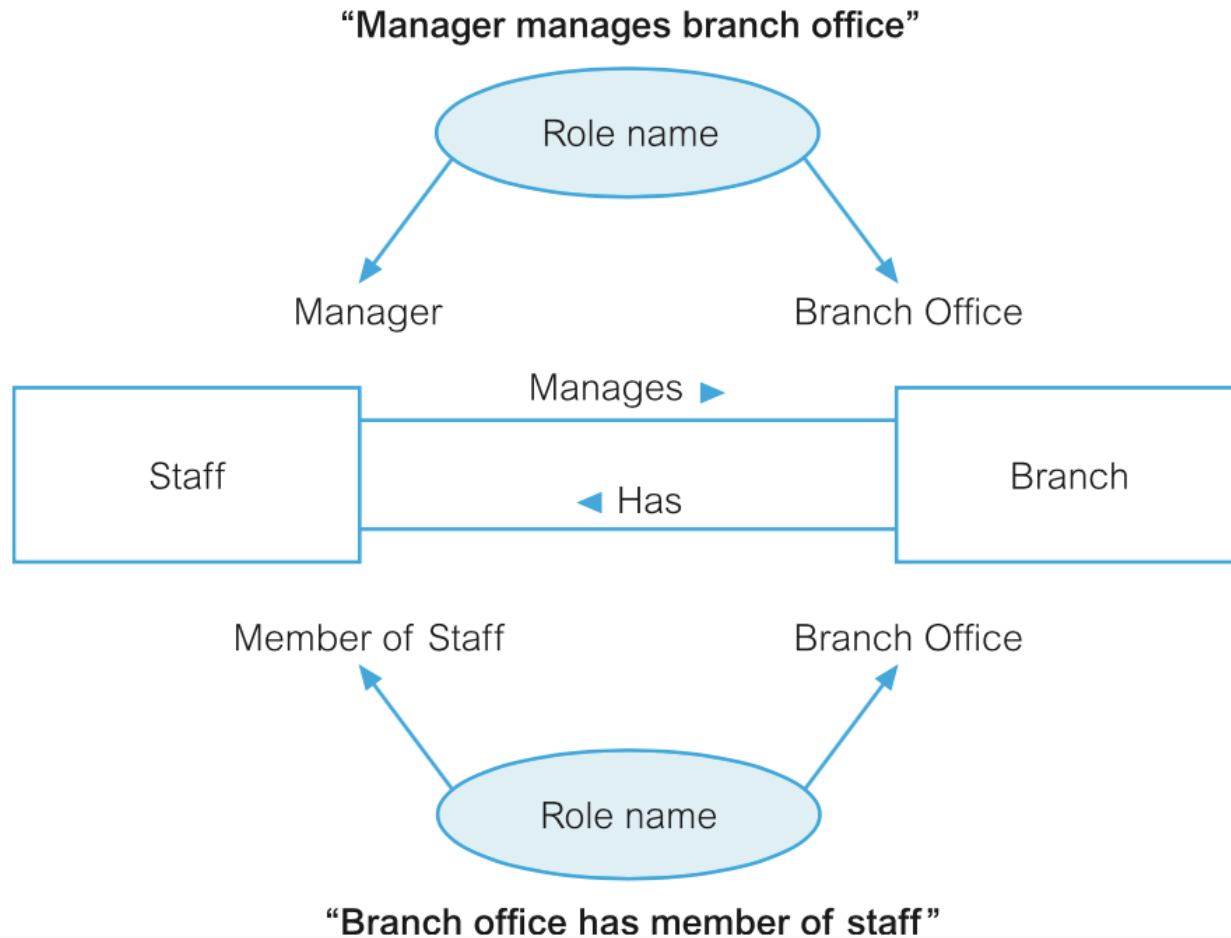 “Manager manages branch office”
Role name
Manager
Branch Office
Manages
Staff
Branch
Has
Member of Staff
Branch Office
Role name
“Branch office has member of staff”